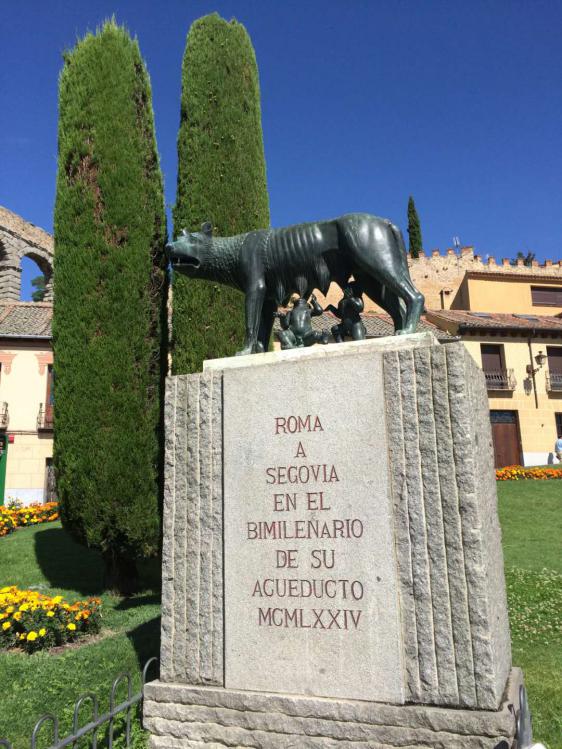 ROMA
A
SEGOVIA
EN EL
BIMILEÑARIO
DE SU
AGUEDUCTO
MCMLXXIV